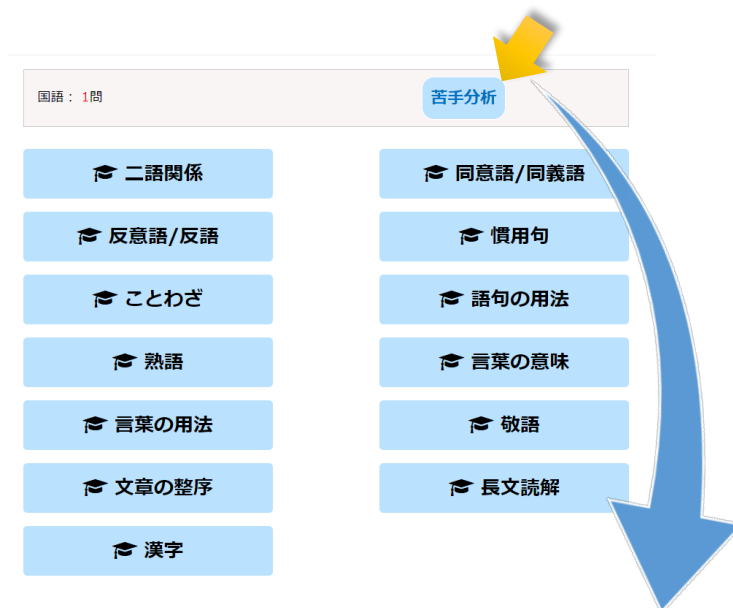 国語： 1問
苦手分析
二語関係
同意語/同義語
反意語/反語
慣用句
ことわざ
語句の用法
熟語
言葉の意味
言葉の用法
敬語
文章の整序
長文読解
漢字